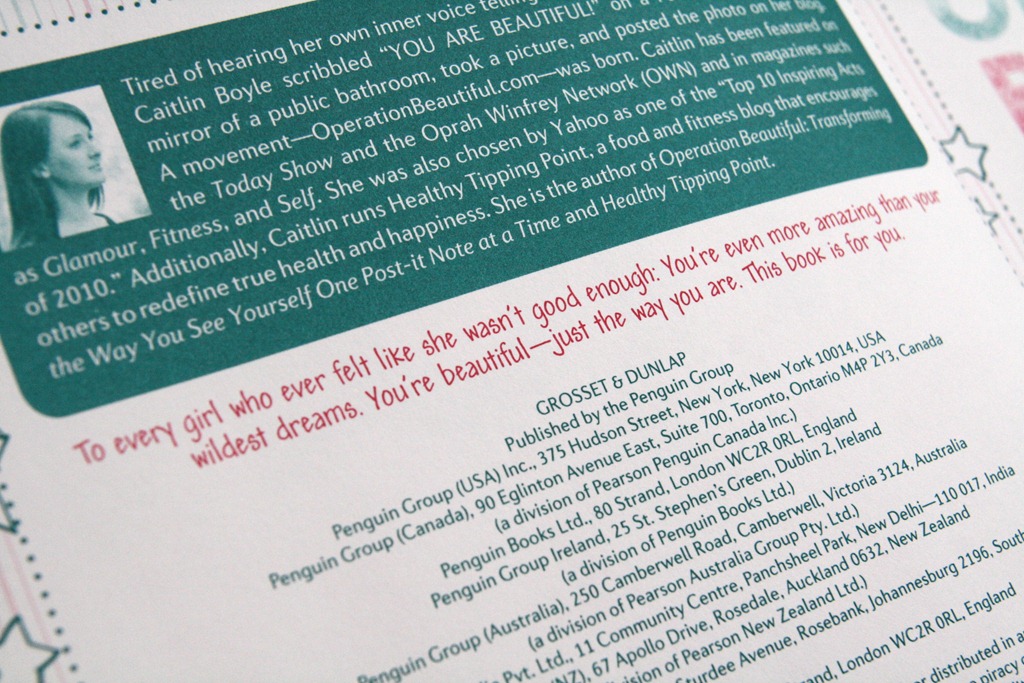 Tired of hearing her own inner voice telling
Caitlin Boyle scribbled “YOU ARE BEAUTIFUL!” on a
mirror of a public bathroom, took a picture, and posted the photo on her blog.
A movement—OperationBeautiful.com—was born. Caitlin has been featured on
the Today Show and the Oprah Winfrey Network (OWN) and in magazines such
as Glamour, Fitness, and Self. She was also chosen by Yahoo as one of the “Top 10 Inspiring Acts
of 2010.” Additionally, Caitlin runs Healthy Tipping Point, a food and fitness blog that encourages
others to redefine true health and happiness. She is the author of Operation Beautiful: Transforming
the Way You See Yourself One Post-it Note at a Time and Healthy Tipping Point.
To every girl who ever felt like she wasn’t good enough: You’re even more amazing than your
wildest dreams. You’re beautiful—just the way you are. This book is for you.
GROSSET & DUNLAP
Published by the Penguin Group
Penguin Group (USA) Inc., 375 Hudson Street, New York, New York 10014, USA
Penguin Group (Canada), 90 Eglinton Avenue East, Suite 700, Toronto, Ontario M4P 2Y3, Canada
(a division of Pearson Penguin Canada Inc.)
Penguin Books Ltd., 80 Strand, London WC2R 0RL, England
Penguin Group Ireland, 25 St. Stephen’s Green, Dublin 2, Ireland
(a division of Penguin Books Ltd.)
Penguin Group (Australia), 250 Camberwell Road, Camberwell, Victoria 3124, Australia
(a division of Pearson Australia Group Pty. Ltd.)
Pvt. Ltd., 11 Community Centre, Panchsheel Park, New Delhi—110 017, India
(NZ), 67 Apollo Drive, Rosedale, Auckland 0632, New Zealand
division of Pearson New Zealand Ltd.)
Sturdee Avenue, Rosebank, Johannesburg 2196, South
London WC2R 0RL, England
or distributed in
piracy